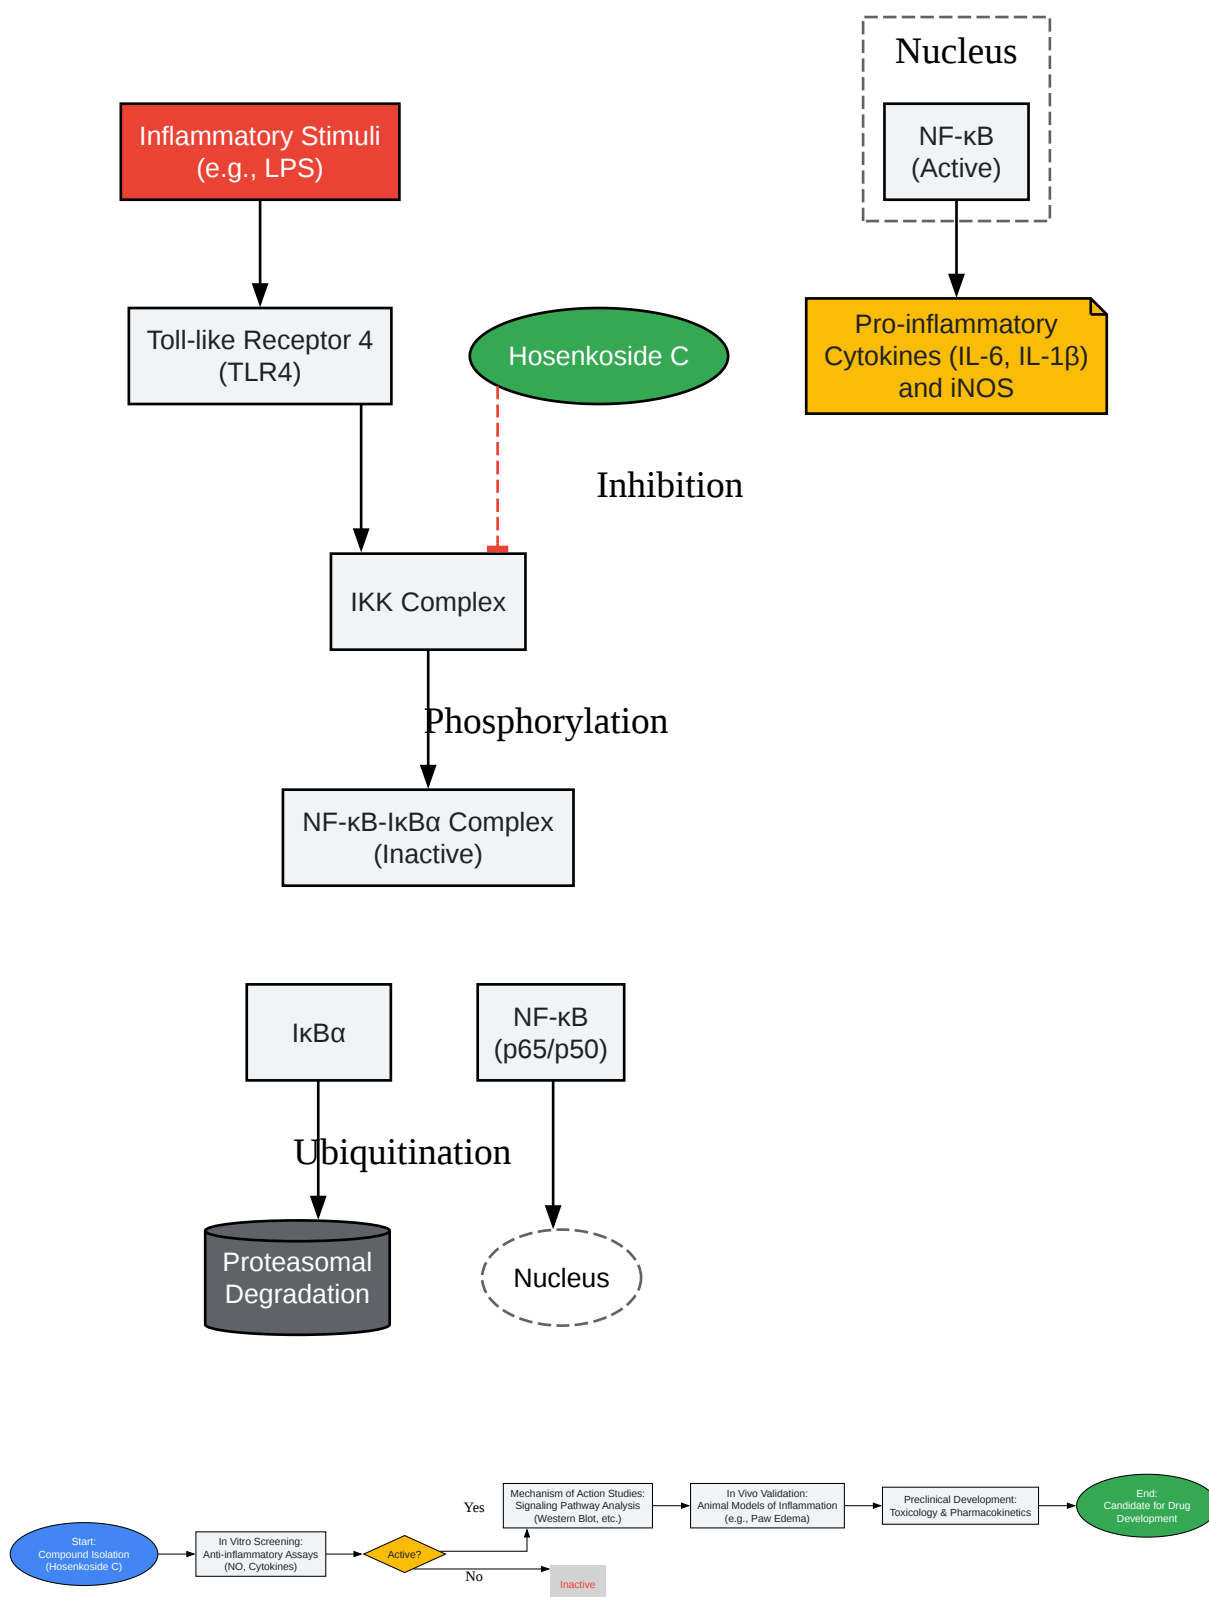 Nucleus
Inflammatory Stimuli
(e.g., LPS)
NF-κB
(Active)
Toll-like Receptor 4
(TLR4)
Hosenkoside C
Pro-inflammatory
Cytokines (IL-6, IL-1β)
and iNOS
Inhibition
IKK Complex
Phosphorylation
NF-κB-IκBα Complex
(Inactive)
IκBα
NF-κB
(p65/p50)
Ubiquitination
Proteasomal
Degradation
Nucleus
Start:
Compound Isolation
(Hosenkoside C)
In Vitro Screening:
Anti-inflammatory Assays
(NO, Cytokines)
Active?
Yes
No
Inactive
Mechanism of Action Studies:
Signaling Pathway Analysis
(Western Blot, etc.)
In Vivo Validation:
Animal Models of Inflammation
(e.g., Paw Edema)
Preclinical Development:
Toxicology & Pharmacokinetics
End:
Candidate for Drug
Development